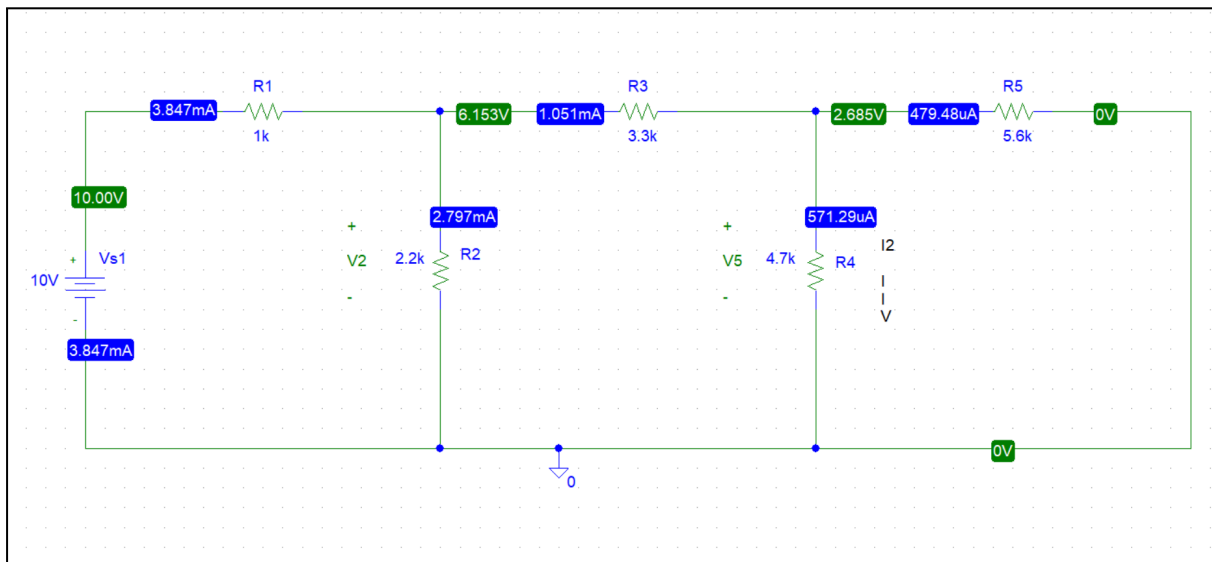 R1
R3
R5
3.847mA
6.153V
1.051mA
2.685V
479.48uA
0V
1k
3.3k
5.6k
10.00V
2.797mA
571.29uA
+
+
I2
Vs1
+
V2
2.2k
R2
V5
4.7k
R4
10V
I
-
-
I
V
-
3.847mA
0V
0